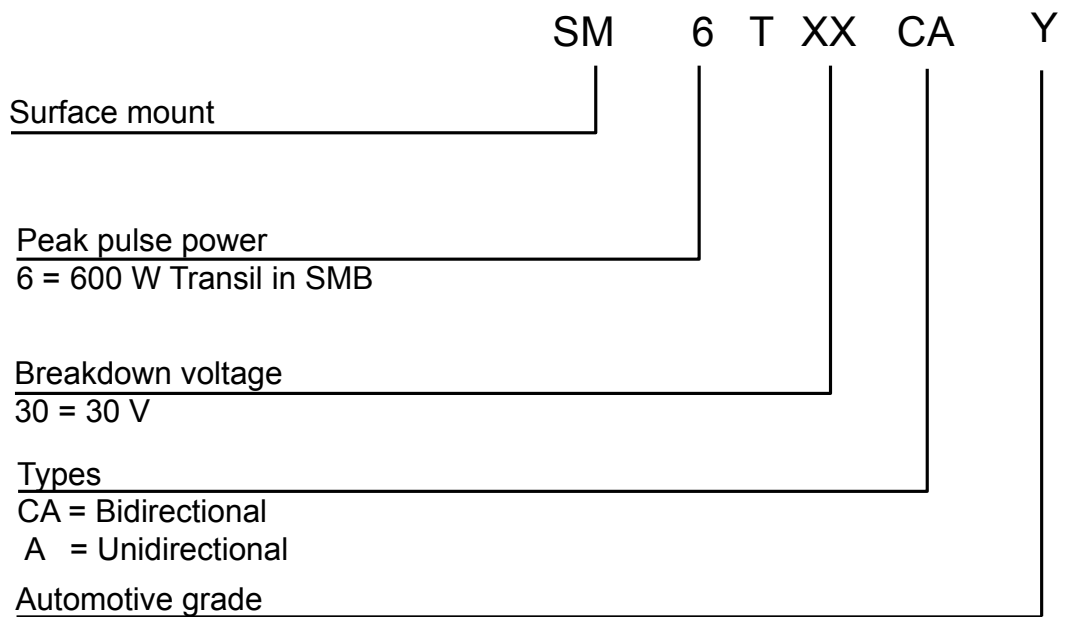 SM 6 T XX CA Y
Surface mount
Peak pulse power
6 = 600 W Transil in SMB
Breakdown voltage
30 = 30 V
Types
CA = Bidirectional
A = Unidirectional
Automotive grade